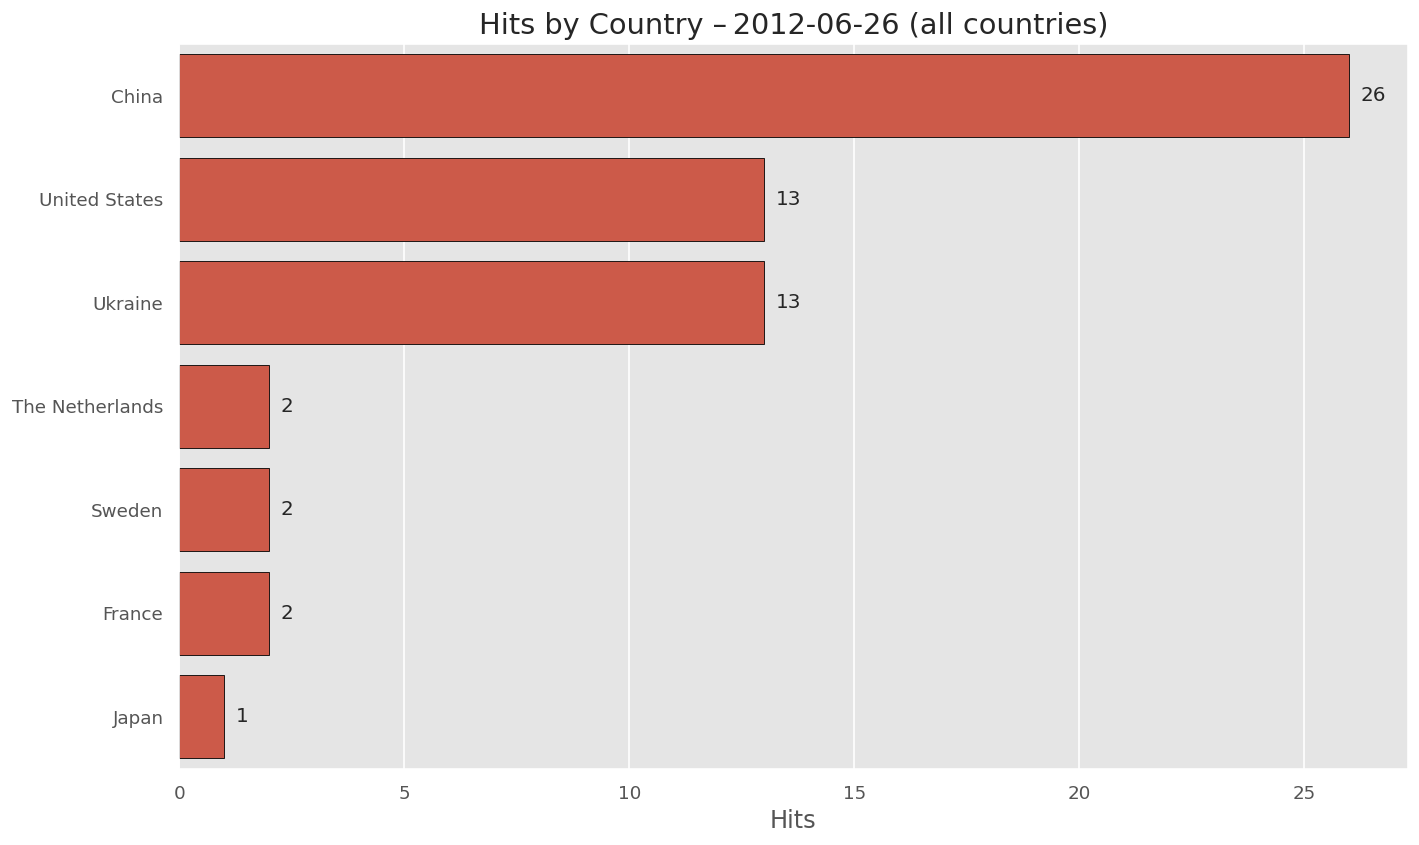 Hits by Country – 2012-06-26 (all countries)
China 26
United States 13
Ukraine 13
The Netherlands 2
Sweden 2
France 2
Japan 1
0 5 10 15 20 25
Hits